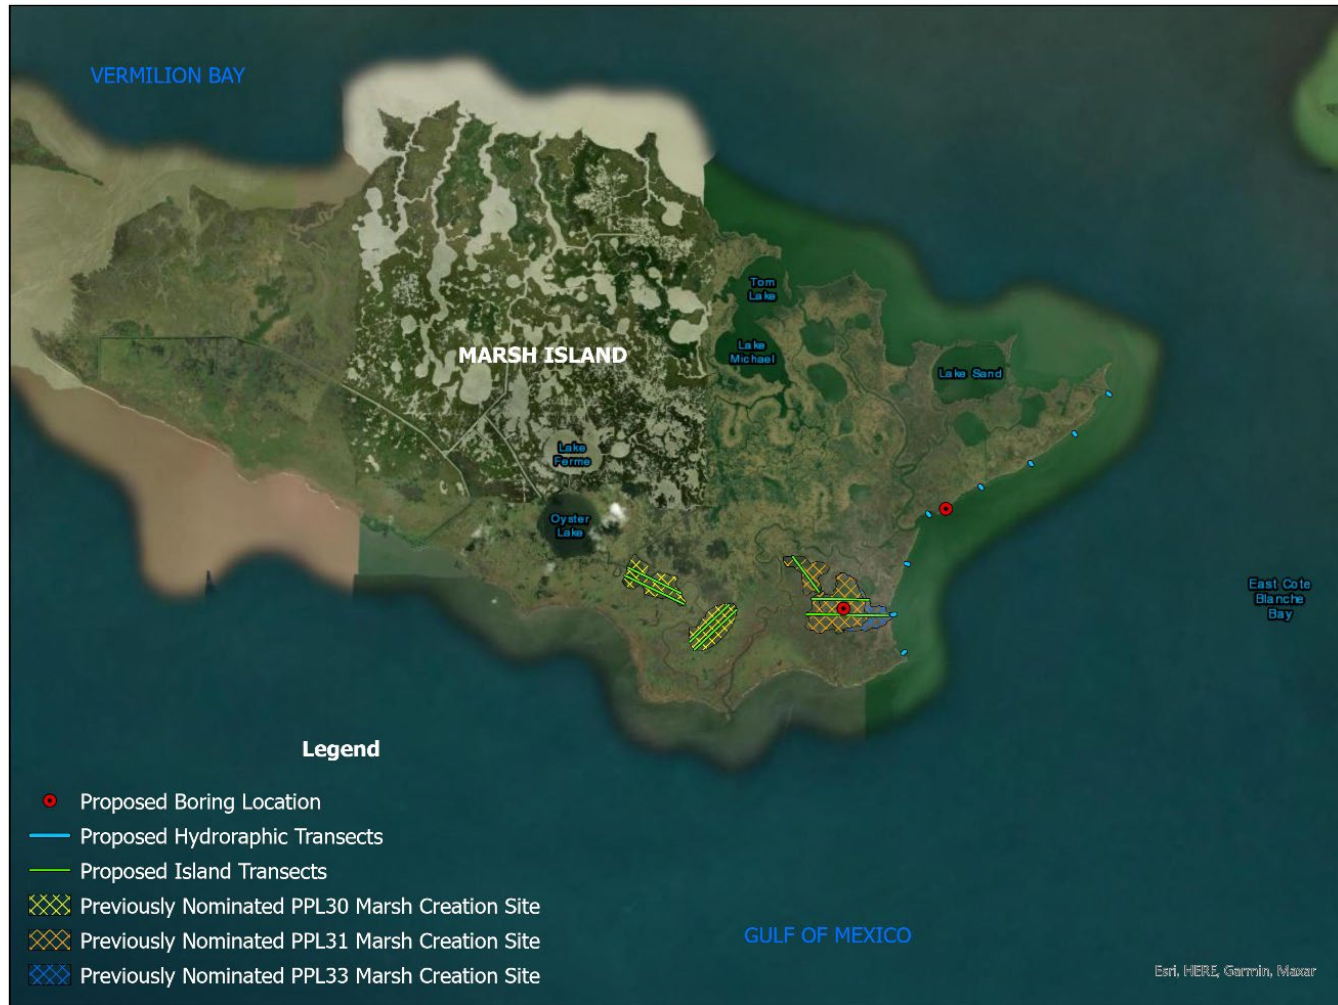 VERMILION BAY
Tom
Lake
Lake
Michael
MARSH ISLAND
Lake Sand
Lake
Ferme
Oyster
Lake
East Cote
Blanche
Bay
Legend
Proposed Boring Location
Proposed Hydroraphic Transects
Proposed Island Transects
Previously Nominated PPL30 Marsh Creation Site
Previously Nominated PPL31 Marsh Creation Site
Previously Nominated PPL33 Marsh Creation Site
GULF OF MEXICO
Esri, HERE, Garmin, Maxar